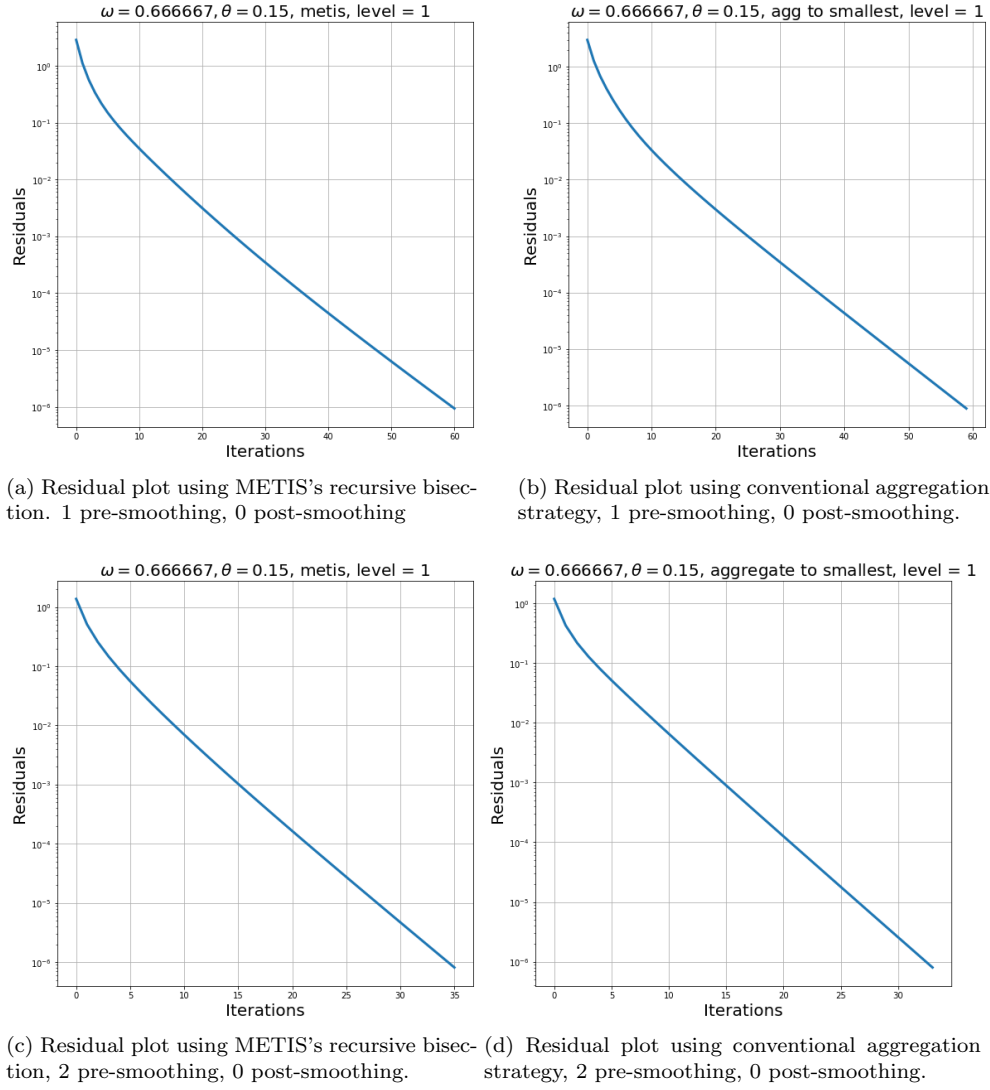 ω = 0.666667, θ = 0.15, metis, level = 1
10⁰
10⁻¹
10⁻²
10⁻³
10⁻⁴
10⁻⁵
10⁻⁶
Residuals
0 10 20 30 40 50 60
Iterations
(a) Residual plot using METIS's recursive bisec-
tion. 1 pre-smoothing, 0 post-smoothing
ω = 0.666667, θ = 0.15, agg to smallest, level = 1
10⁰
10⁻¹
10⁻²
10⁻³
10⁻⁴
10⁻⁵
10⁻⁶
Residuals
0 10 20 30 40 50 60
Iterations
(b) Residual plot using conventional aggregation
strategy, 1 pre-smoothing, 0 post-smoothing.
ω = 0.666667, θ = 0.15, metis, level = 1
10⁰
10⁻¹
10⁻²
10⁻³
10⁻⁴
10⁻⁵
10⁻⁶
Residuals
0 5 10 15 20 25 30 35
Iterations
(c) Residual plot using METIS's recursive bisec-
tion, 2 pre-smoothing, 0 post-smoothing.
ω = 0.666667, θ = 0.15, aggregate to smallest, level = 1
10⁰
10⁻¹
10⁻²
10⁻³
10⁻⁴
10⁻⁵
10⁻⁶
Residuals
0 5 10 15 20 25 30
Iterations
(d) Residual plot using conventional aggregation
strategy, 2 pre-smoothing, 0 post-smoothing.